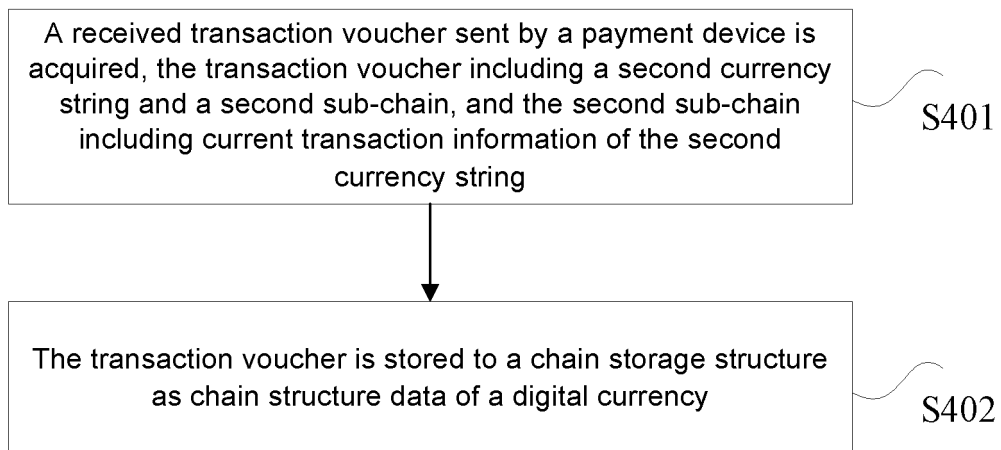 A received transaction voucher sent by a payment device is
acquired, the transaction voucher including a second currency
string and a second sub-chain, and the second sub-chain
including current transaction information of the second
currency string
S401
The transaction voucher is stored to a chain storage structure
as chain structure data of a digital currency
S402